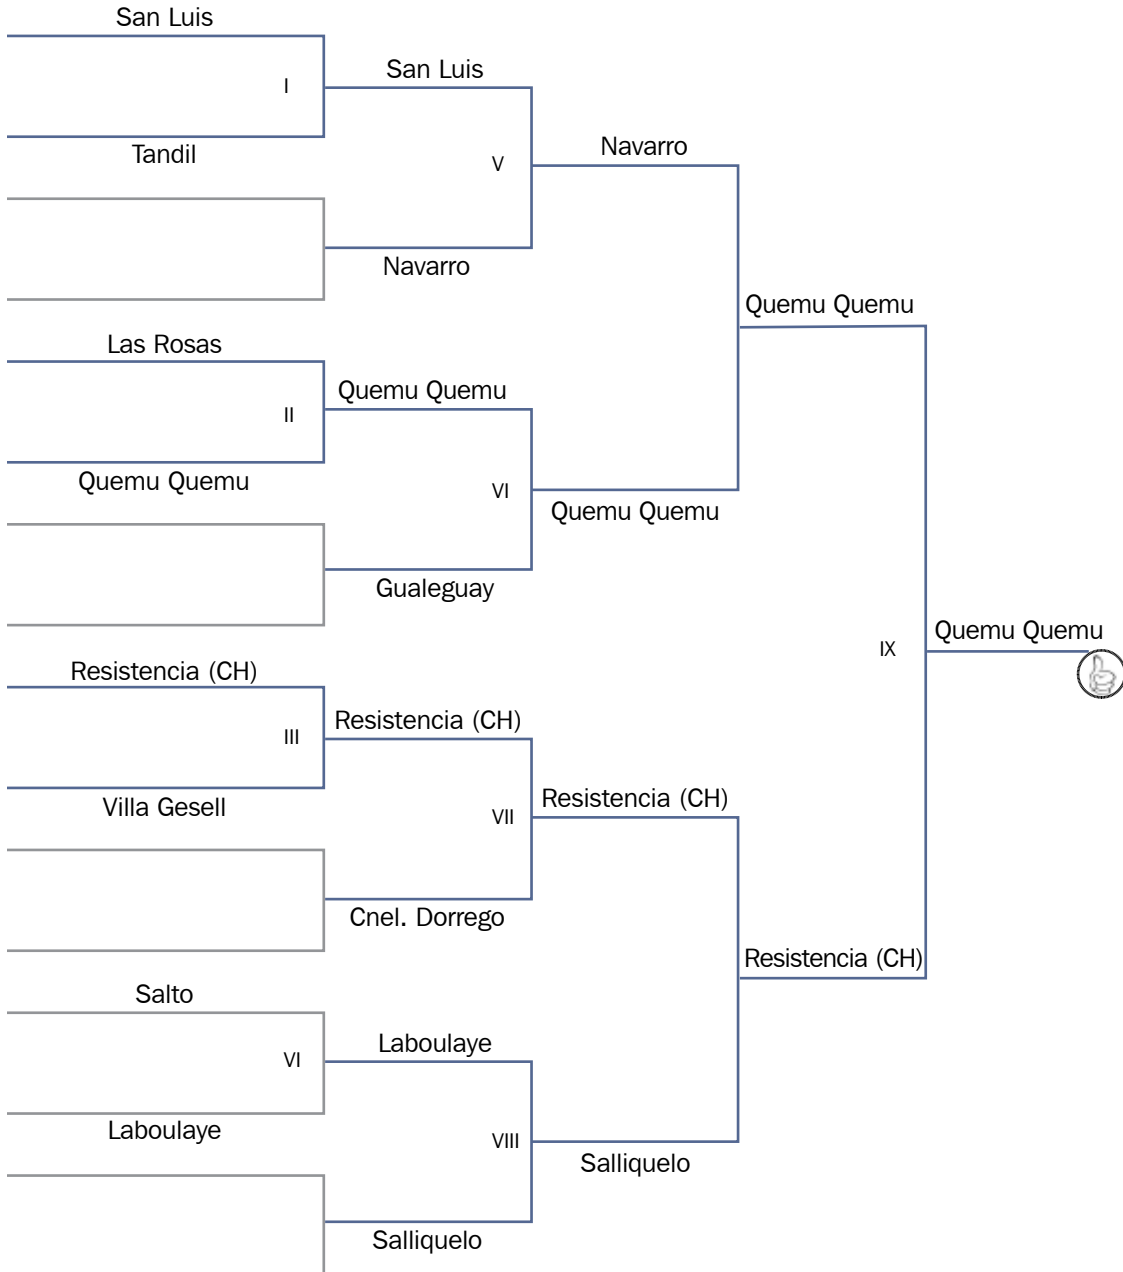 San Luis
I
San Luis
Tandil
V
Navarro
Navarro
Quemu Quemu
Las Rosas
Quemu Quemu
II
Quemu Quemu
VI
Quemu Quemu
Gualeguay
IX
Quemu Quemu
Resistencia (CH)
Resistencia (CH)
III
Villa Gesell
VII
Resistencia (CH)
Cnel. Dorrego
Resistencia (CH)
Salto
Laboulaye
VI
Laboulaye
VIII
Salliquelo
Salliquelo